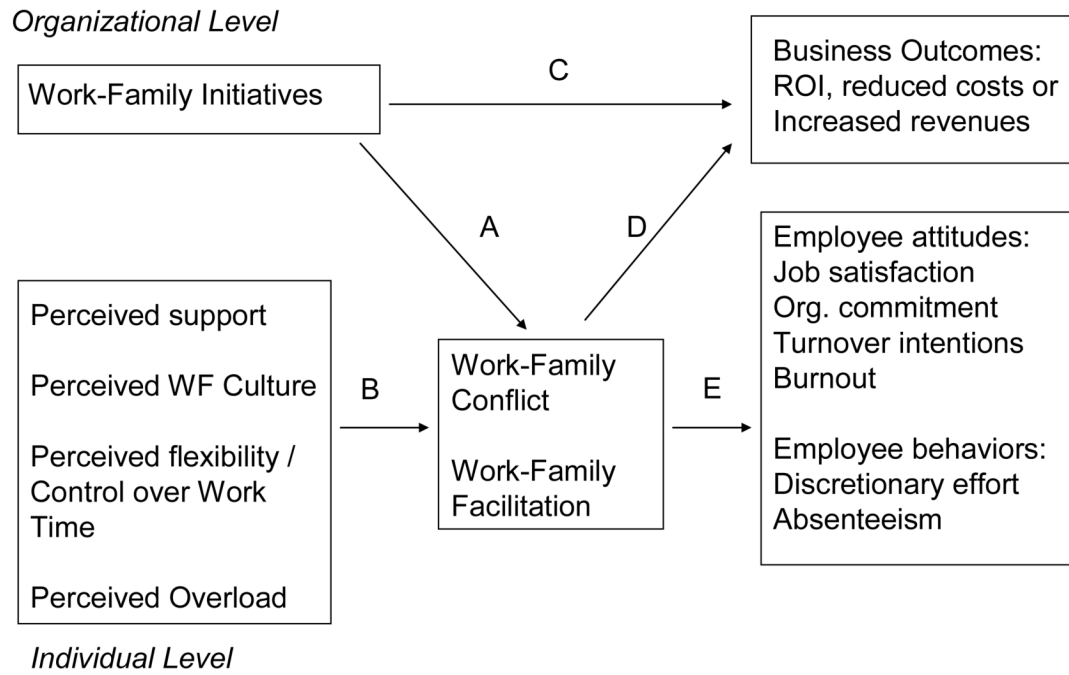 Organizational Level
Work-Family Initiatives
C
Business Outcomes:
ROI, reduced costs or
Increased revenues
A
D
Perceived support
Perceived WF Culture
Perceived flexibility /
Control over Work
Time
Perceived Overload
B
Work-Family
Conflict
Work-Family
Facilitation
E
Employee attitudes:
Job satisfaction
Org. commitment
Turnover intentions
Burnout
Employee behaviors:
Discretionary effort
Absenteeism
Individual Level